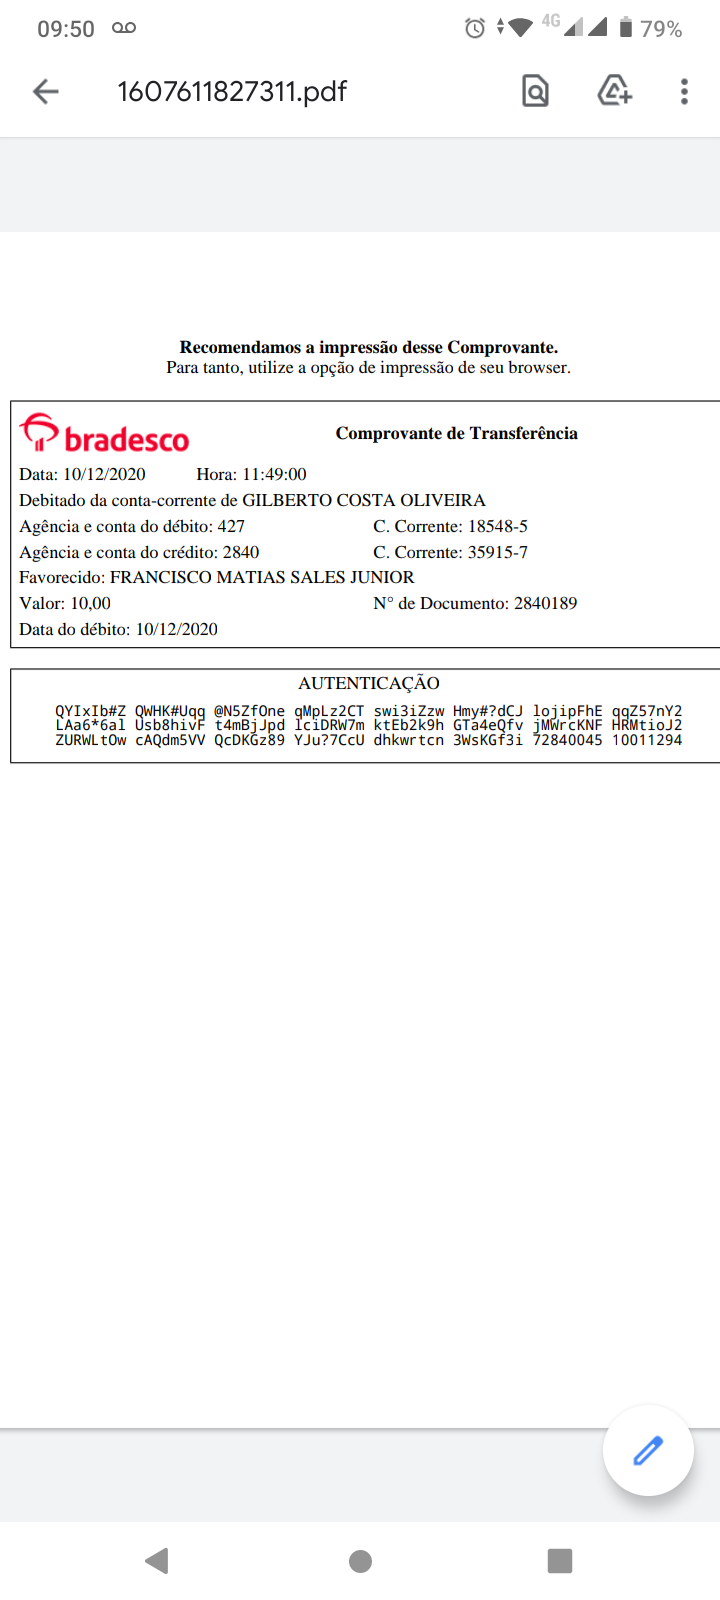 09:50 4G 79%
1607611827311.pdf
Recomendamos a impressão desse Comprovante.
Para tanto, utilize a opção de impressão de seu browser.
bradesco Comprovante de Transferência
Data: 10/12/2020 Hora: 11:49:00
Debitado da conta-corrente de GILBERTO COSTA OLIVEIRA
Agência e conta do débito: 427 C. Corrente: 18548-5
Agência e conta do crédito: 2840 C. Corrente: 35915-7
Favorecido: FRANCISCO MATIAS SALES JUNIOR
Valor: 10,00 N° de Documento: 2840189
Data do débito: 10/12/2020
AUTENTICAÇÃO
QYIxIb#Z QWHK#Uqq @N5ZfOne qMpLz2CT swi3iZzw Hmy#?dCJ lojipFhE qqZ57nY2
LAa6*6al Usb8hivF t4mBjJpd lciDRW7m ktEb2k9h GTa4eQfv jMWrcKNF HRMtioJ2
ZURWLtOw cAQdm5VV QcDKGz89 YJu?7CcU dhkwrtcn 3WsKGf3i 72840045 10011294